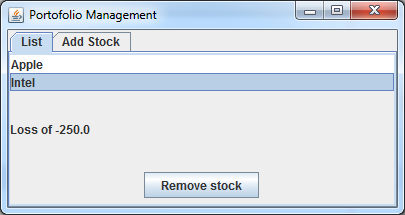 Portofolio Management
List
Add Stock
Apple
Intel
Loss of -250.0
Remove stock